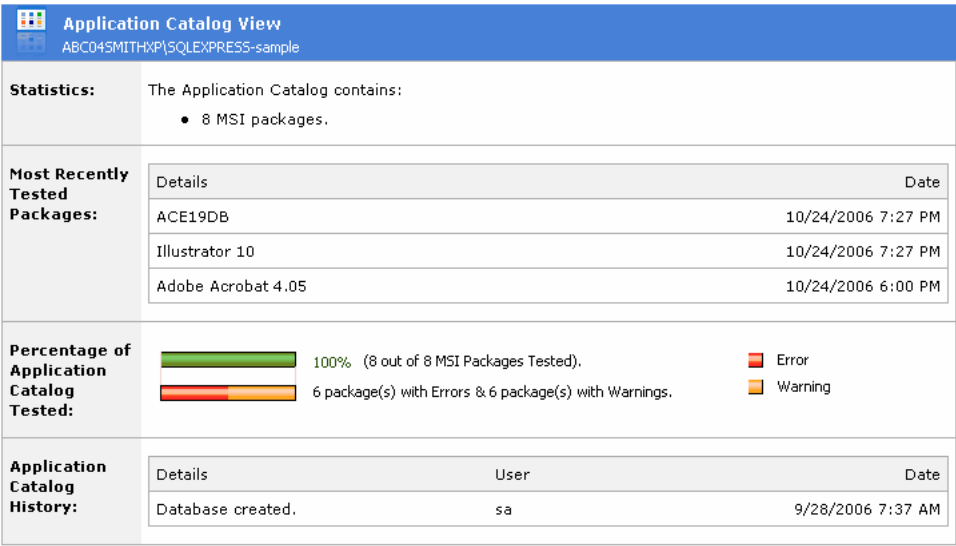 Application Catalog View
ABC04SMITHXP\SQLEXPRESS-sample
Statistics:
The Application Catalog contains:
• 8 MSI packages.
Most Recently
Tested
Packages:
Details Date
ACE19DB 10/24/2006 7:27 PM
Illustrator 10 10/24/2006 7:27 PM
Adobe Acrobat 4.05 10/24/2006 6:00 PM
Percentage of
Application
Catalog
Tested:
100% (8 out of 8 MSI Packages Tested).
6 package(s) with Errors & 6 package(s) with Warnings.
Error
Warning
Application
Catalog
History:
Details User Date
Database created. sa 9/28/2006 7:37 AM